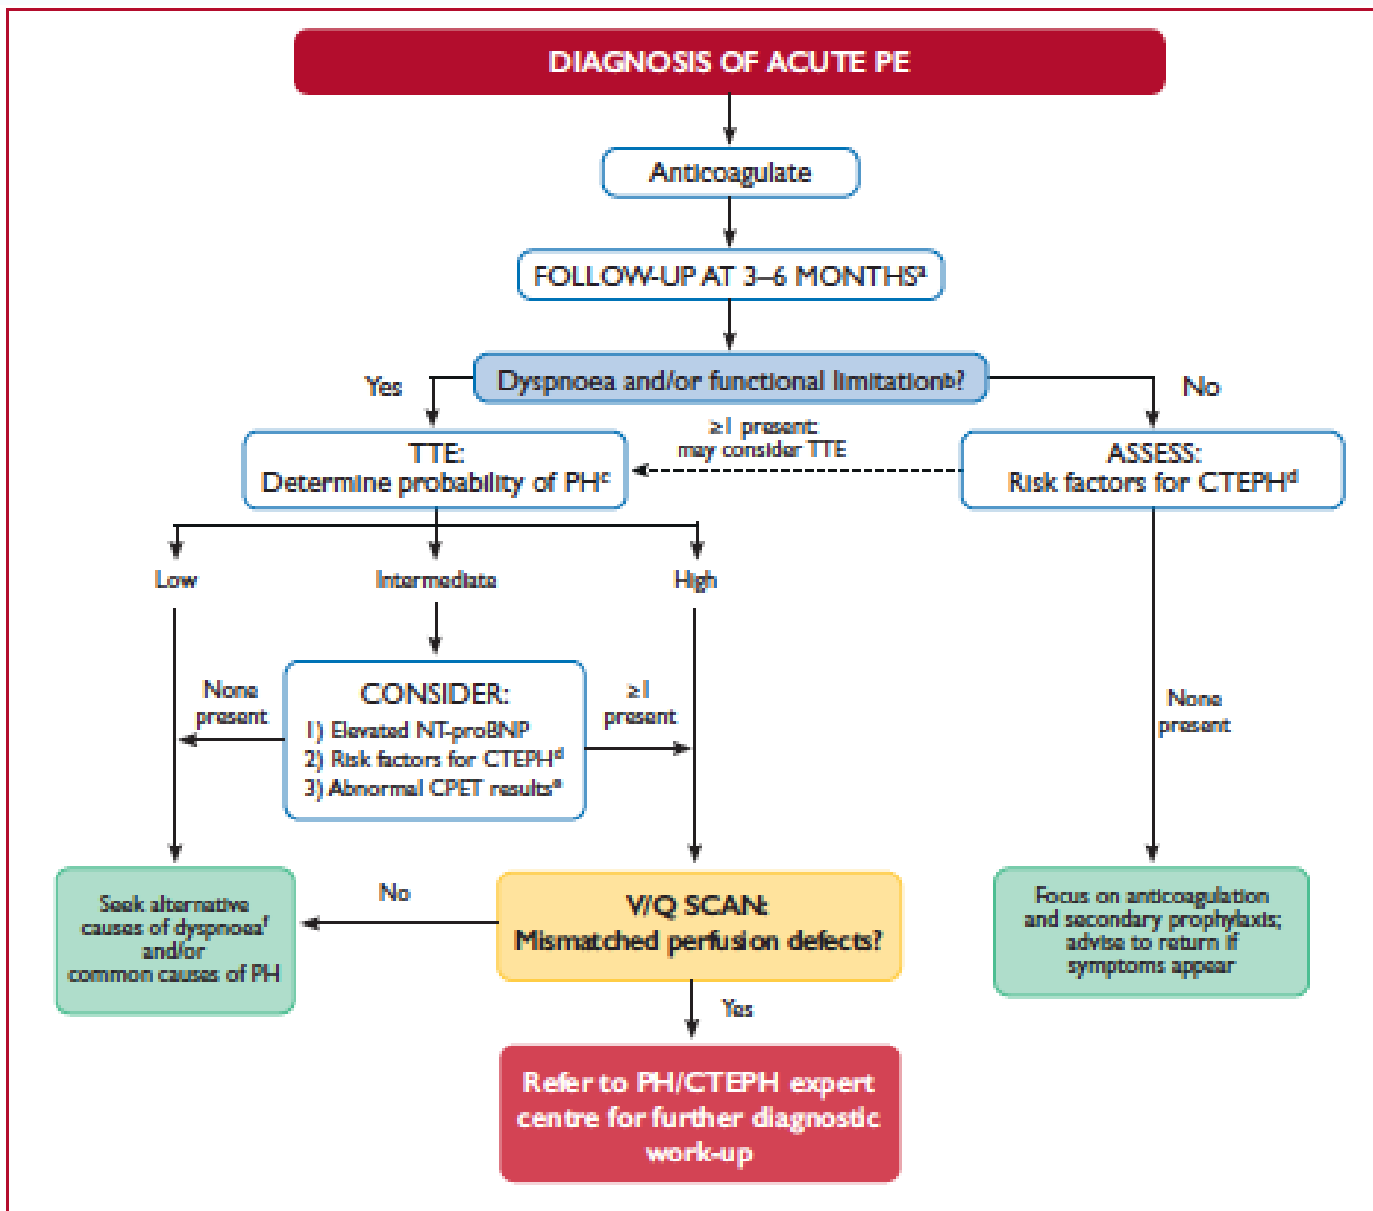 DIAGNOSIS OF ACUTE PE
Anticoagulate
FOLLOW-UP AT 3–6 MONTHSᵃ
Dyspnoea and/or functional limitationᵇ?
Yes
No
≥1 present:
may consider TTE
TTE:
Determine probability of PHᶜ
ASSESS:
Risk factors for CTEPHᵈ
Low
Intermediate
High
None
present
CONSIDER:
1) Elevated NT-proBNP
2) Risk factors for CTEPHᵈ
3) Abnormal CPET resultsᵉ
≥1
present
None
present
Seek alternative
causes of dyspnoeaᶠ
and/or
common causes of PH
No
V/Q SCAN:
Mismatched perfusion defects?
Focus on anticoagulation
and secondary prophylaxis;
advise to return if
symptoms appear
Yes
Refer to PH/CTEPH expert
centre for further diagnostic
work-up